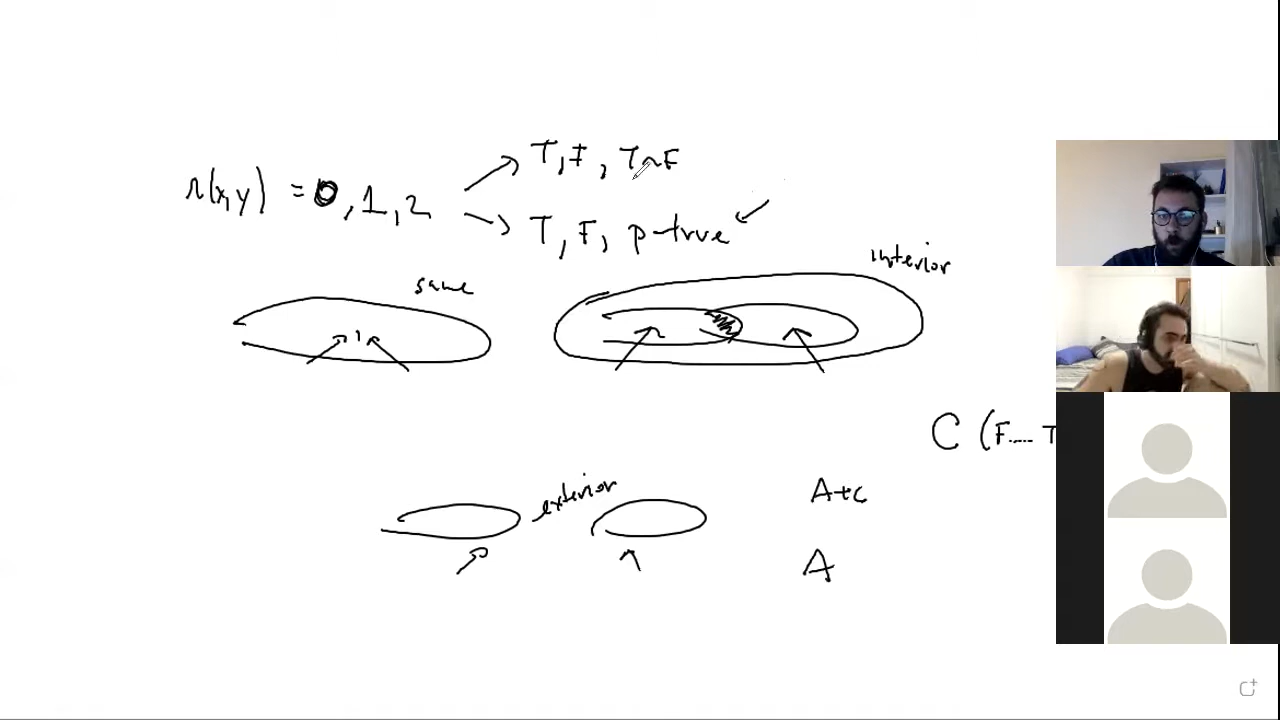 T, F, T~F
r(x,y) = 0, 1, 2
T, F, p-true
interior
same
C (F.... T
exterior
A+c
A